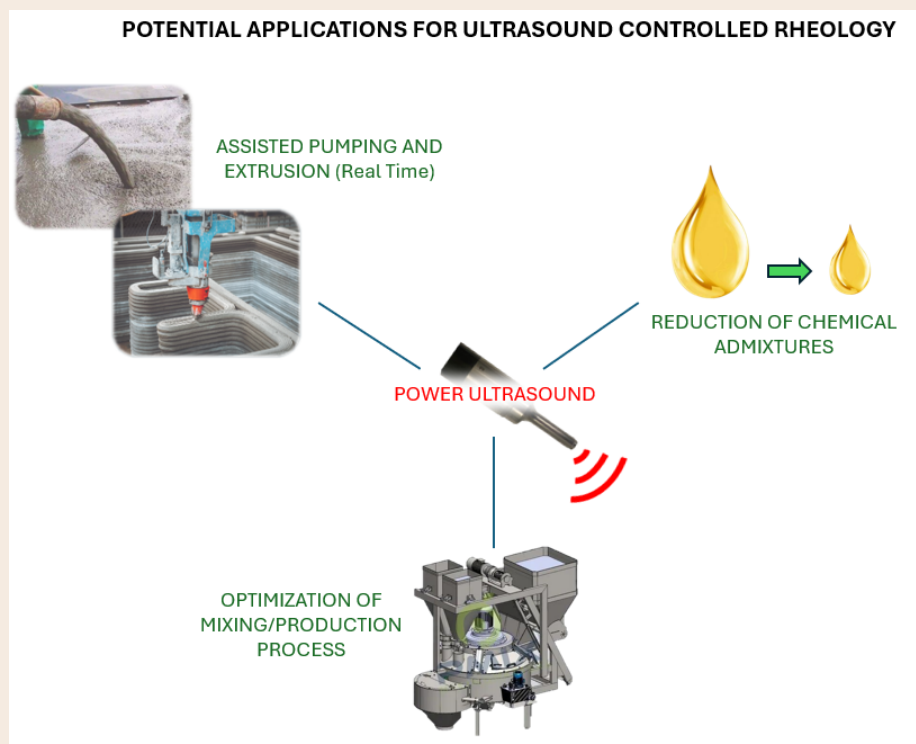 POTENTIAL APPLICATIONS FOR ULTRASOUND CONTROLLED RHEOLOGY
ASSISTED PUMPING AND
EXTRUSION (Real Time)
REDUCTION OF CHEMICAL
ADMIXTURES
POWER ULTRASOUND
OPTIMIZATION OF
MIXING/PRODUCTION
PROCESS